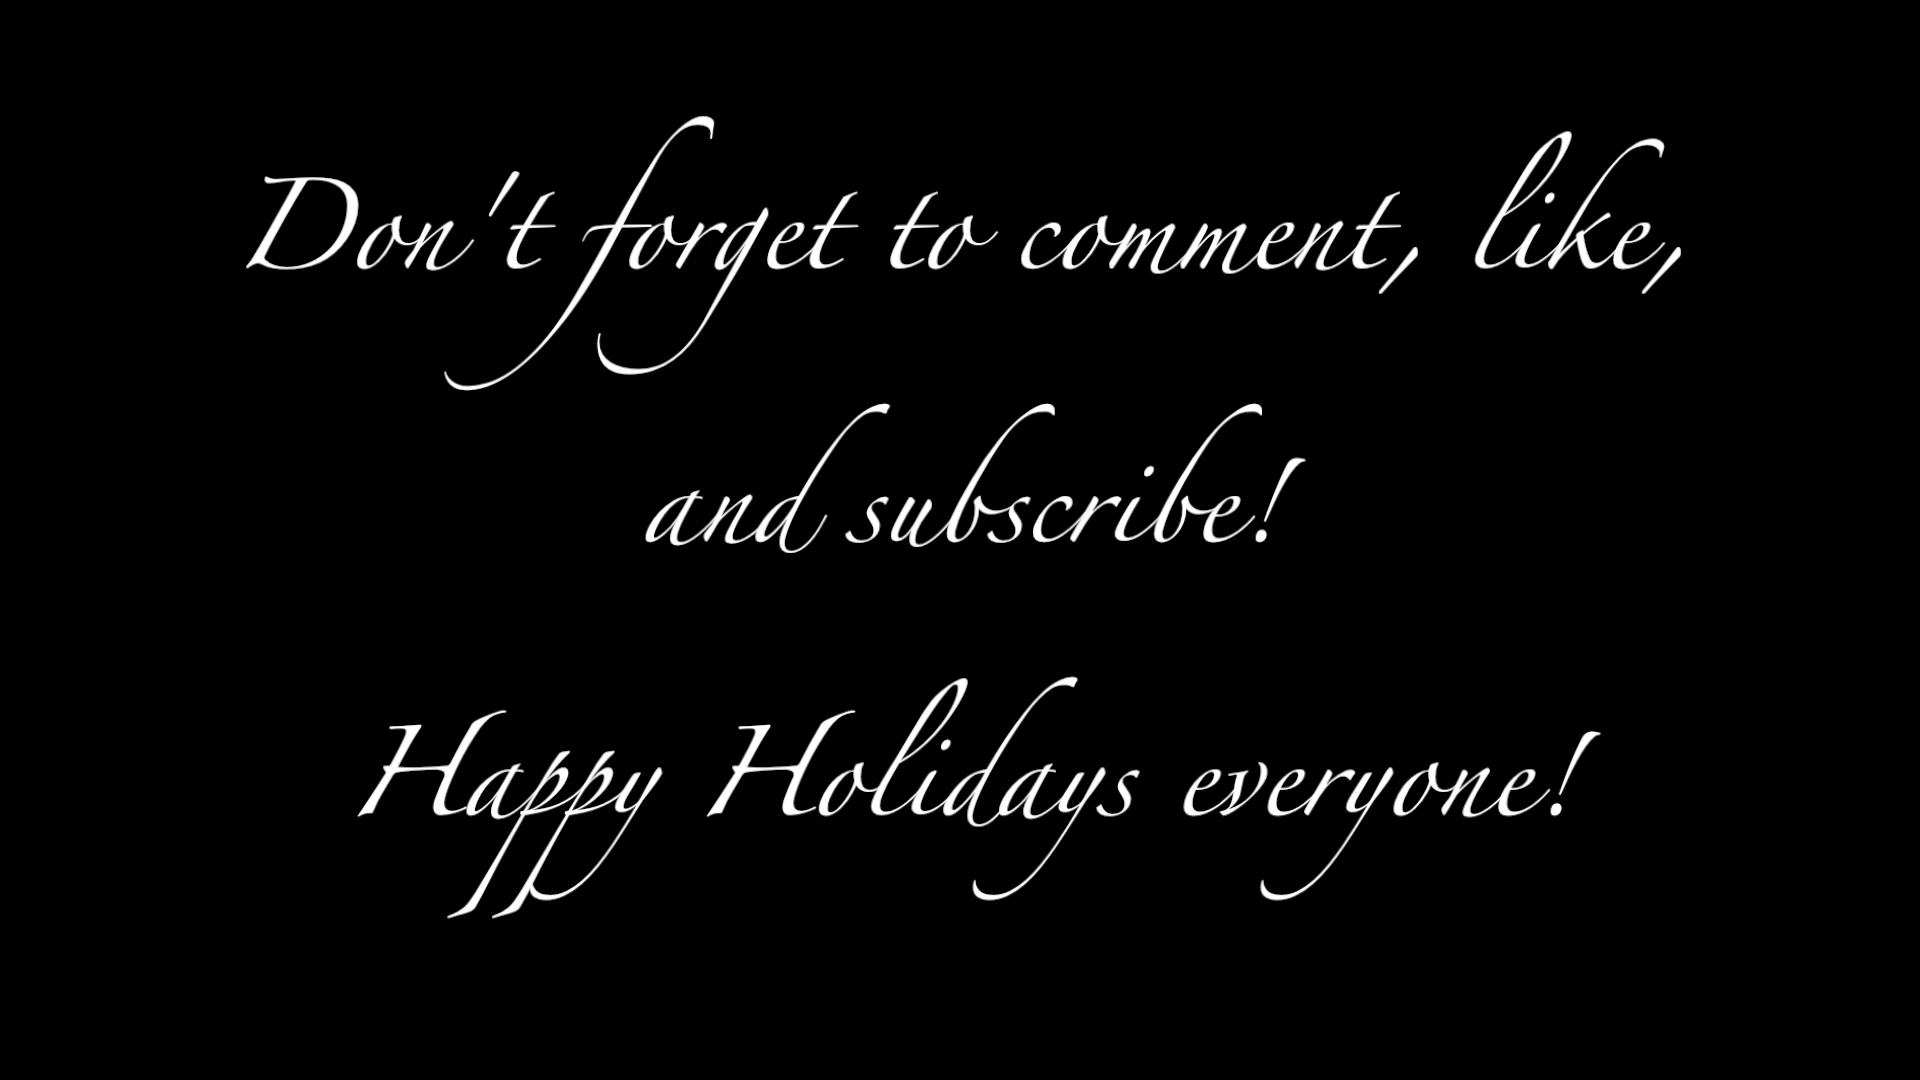 Don't forget to comment, like,
and subscribe!
Happy Holidays everyone!